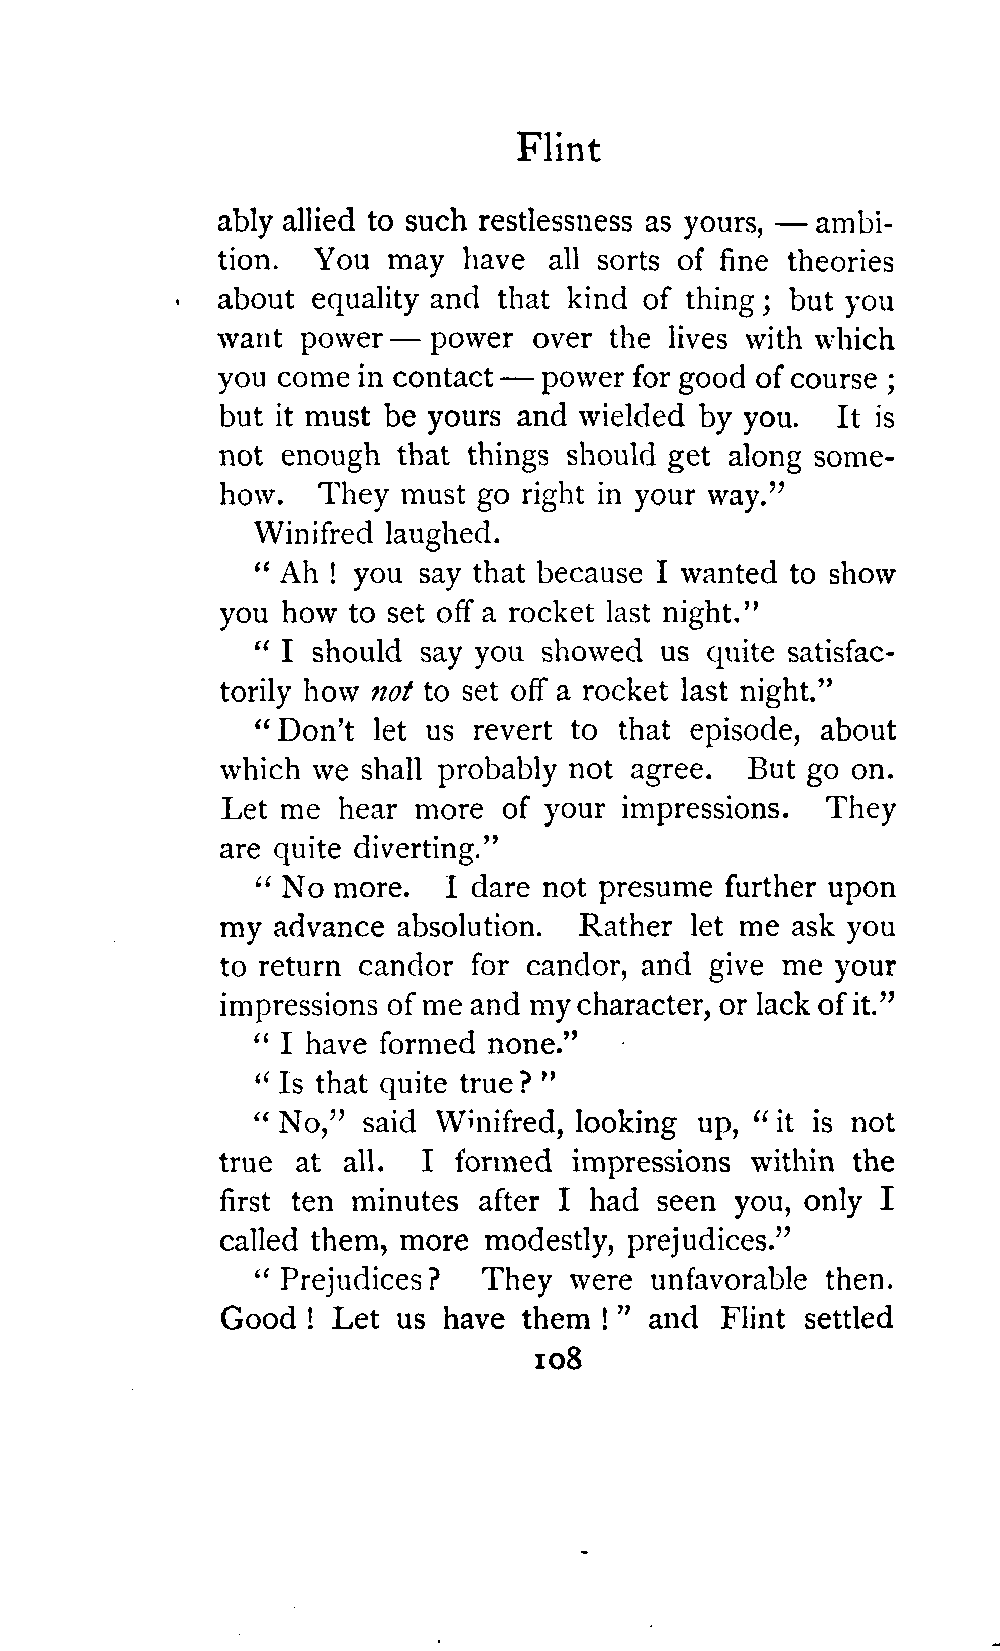 Flint
ably allied to such restlessness as yours, — ambi-
tion. You may have all sorts of fine theories
about equality and that kind of thing ; but you
want power — power over the lives with which
you come in contact — power for good of course ;
but it must be yours and wielded by you. It is
not enough that things should get along some-
how. They must go right in your way.”
Winifred laughed.
“ Ah ! you say that because I wanted to show
you how to set off a rocket last night.”
“ I should say you showed us quite satisfac-
torily how not to set off a rocket last night.”
“ Don't let us revert to that episode, about
which we shall probably not agree. But go on.
Let me hear more of your impressions. They
are quite diverting.”
“ No more. I dare not presume further upon
my advance absolution. Rather let me ask you
to return candor for candor, and give me your
impressions of me and my character, or lack of it.”
“ I have formed none.”
“ Is that quite true ? ”
“ No,” said Winifred, looking up, “ it is not
true at all. I formed impressions within the
first ten minutes after I had seen you, only I
called them, more modestly, prejudices.”
“ Prejudices ? They were unfavorable then.
Good ! Let us have them ! ” and Flint settled
108